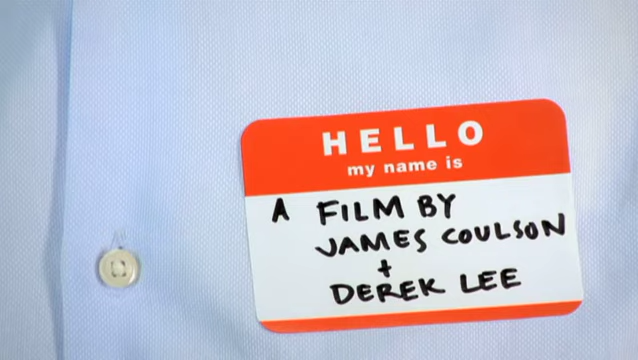 HELLO
my name is
A FILM BY
JAMES COULSON
+
DEREK LEE